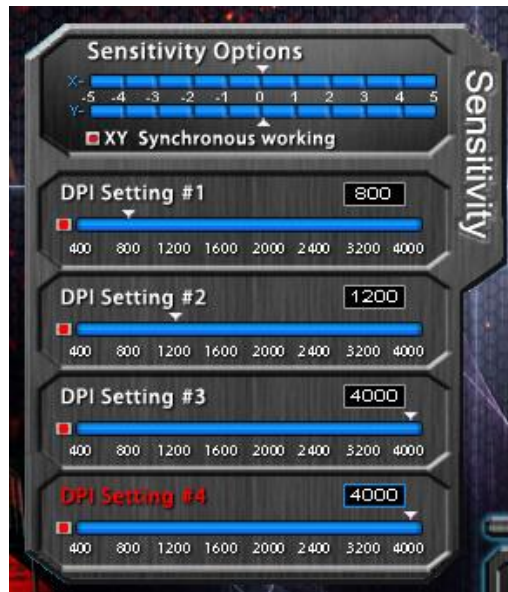 Sensitivity Options
X-
-5 -4 -3 -2 -1 0 1 2 3 4 5
Y-
XY Synchronous working
Sensitivity
DPI Setting #1 800
400 800 1200 1600 2000 2400 3200 4000
DPI Setting #2 1200
400 800 1200 1600 2000 2400 3200 4000
DPI Setting #3 4000
400 800 1200 1600 2000 2400 3200 4000
DPI Setting #4 4000
400 800 1200 1600 2000 2400 3200 4000